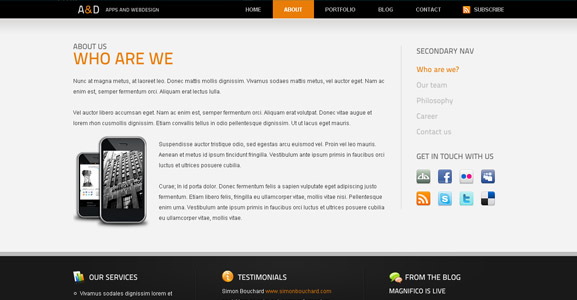 A&D APPS AND WEBDESIGN HOME ABOUT PORTFOLIO BLOG CONTACT SUBSCRIBE
ABOUT US
WHO ARE WE
Nunc at magna metus, at laoreet leo. Donec mattis mollis dignissim. Vivamus sodaes mattis metus, vel auctor eget. Nam ac
enim est, semper fermentum orci. Aliquam erat lectus lulla.
Vel auctor libero accumsan eget. Nam ac enim est, semper fermentum orci. Aliquam erat volutpat. Donec vitae augue et
lorem rhon cusmollis dignissim. Etiam convallis tellus in odio pellentesque dignissim. Ut ut lacus eget mauris.
Suspendisse auctor tristique odio, sed egestas arcu euismod vel. Proin vel leo mauris.
Aenean et metus id ipsum tincidunt fringilla. Vestibulum ante ipsum primis in faucibus orci
luctus et ultrices posuere cubilia.
Curae; In id porta dolor. Donec fermentum felis a sapien vulputate eget adipiscing justo
fermentum. Etiam libero felis, fringilla vitae cursus et, molestie vitae nisi. Pellentesque
enim urna. Vestibulum ante ipsum primis in faucibus orci luctus et ultrices posuere cubilia
eu ullamcorper vitae, mollis vitae.
eu ullamcorper vitae, mollis vitae.
SECONDARY NAV
Who are we?
Our team
Philosophy
Career
Contact us
GET IN TOUCH WITH US
OUR SERVICES
Vivamus sodales dignissim lorem et
TESTIMONIALS
Simon Bouchard www.simonbouchard.com
FROM THE BLOG
MAGNIFICO IS LIVE